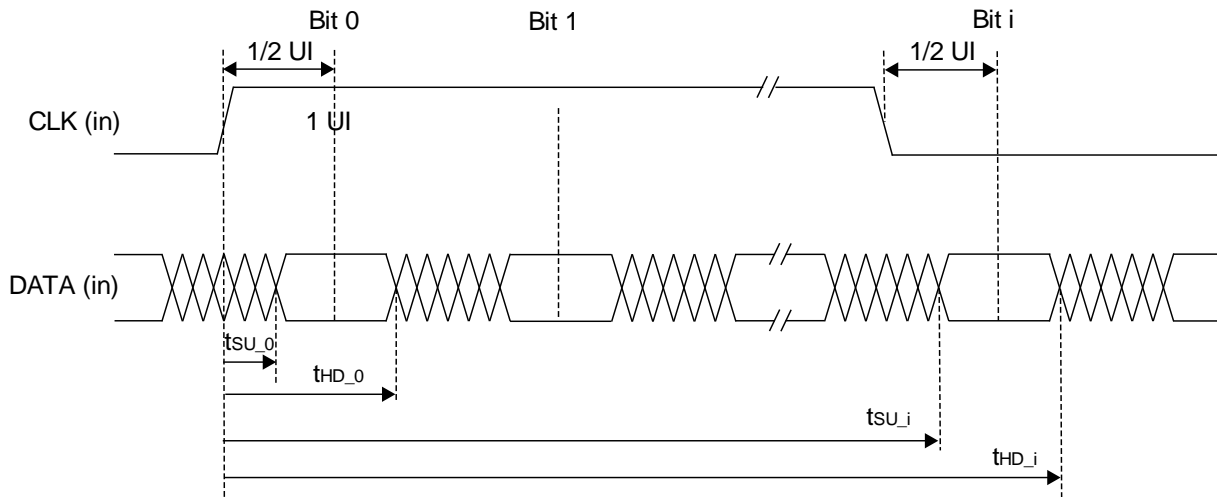 Bit 0 Bit 1 Bit i
1/2 UI 1/2 UI
CLK (in) 1 UI
DATA (in)
tSU_0
tHD_0
tSU_i
tHD_i